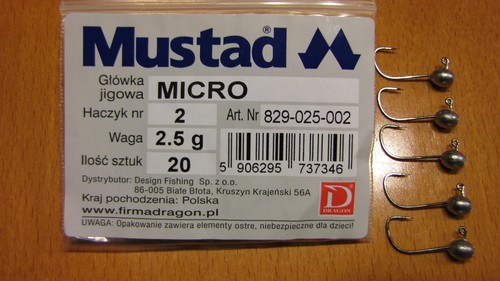 Mustad®
Główka jigowa MICRO
Haczyk nr 2 Art. Nr 829-025-002
Waga 2.5 g
Ilość sztuk 20 5 906295 737346
Dystrybutor: Design Fishing Sp. z o.o.
86-005 Białe Błota, Kruszyn Krajeński 56A
Kraj pochodzenia: Polska
www.firmadragon.pl
D DRAGON
UWAGA: Opakowanie zawiera elementy ostre, niebezpieczne dla dzieci!